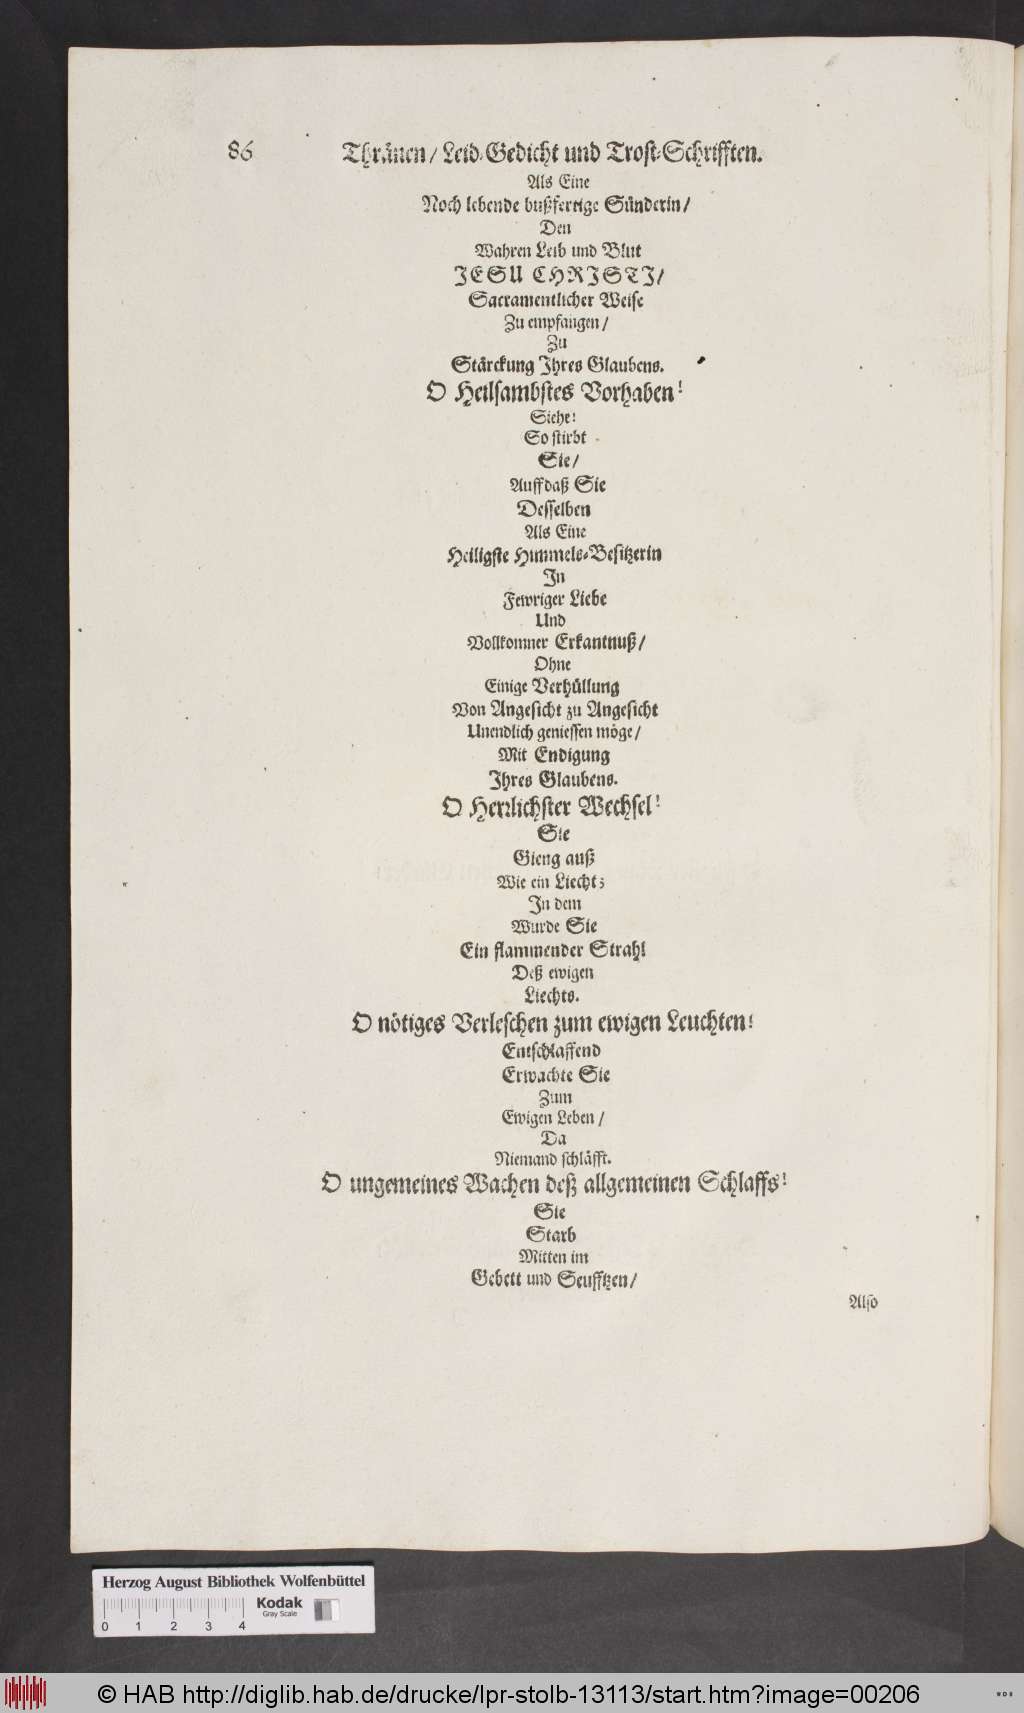 86 Thränen/ Leid-Gedicht und Trost-Schrifften.
Als Eine
Noch lebende bußfertige Sünderin/
Den
Wahren Leib und Blut
JESU CHRISTI/
Sacramentlicher Weise
Zu empfangen/
Zu
Stärckung Ihres Glaubens.
O Heilsambstes Vorhaben!
Siehe!
So stirbt
Sie/
Auffdaß Sie
Desselben
Als Eine
Heiligste Himmels-Besitzerin
In
Fewriger Liebe
Und
Vollkomner Erkantnuß/
Ohne
Einige Verhüllung
Von Angesicht zu Angesicht
Unendlich geniessen möge/
Mit Endigung
Ihres Glaubens.
O Herrlichster Wechsel!
Sie
Gieng auß
Wie ein Liecht;
In dem
Wurde Sie
Ein flammender Strahl
Deß ewigen
Liechts.
O nötiges Verleschen zum ewigen Leuchten!
Entschlaffend
Erwachte Sie
Zum
Ewigen Leben/
Da
Niemand schläfft.
O ungemeines Wachen deß allgemeinen Schlaffs!
Sie
Starb
Mitten im
Gebett und Seufftzen/
Also
Herzog August Bibliothek Wolfenbüttel
Kodak
Gray Scale
0 1 2 3 4
© HAB http://diglib.hab.de/drucke/lpr-stolb-13113/start.htm?image=00206